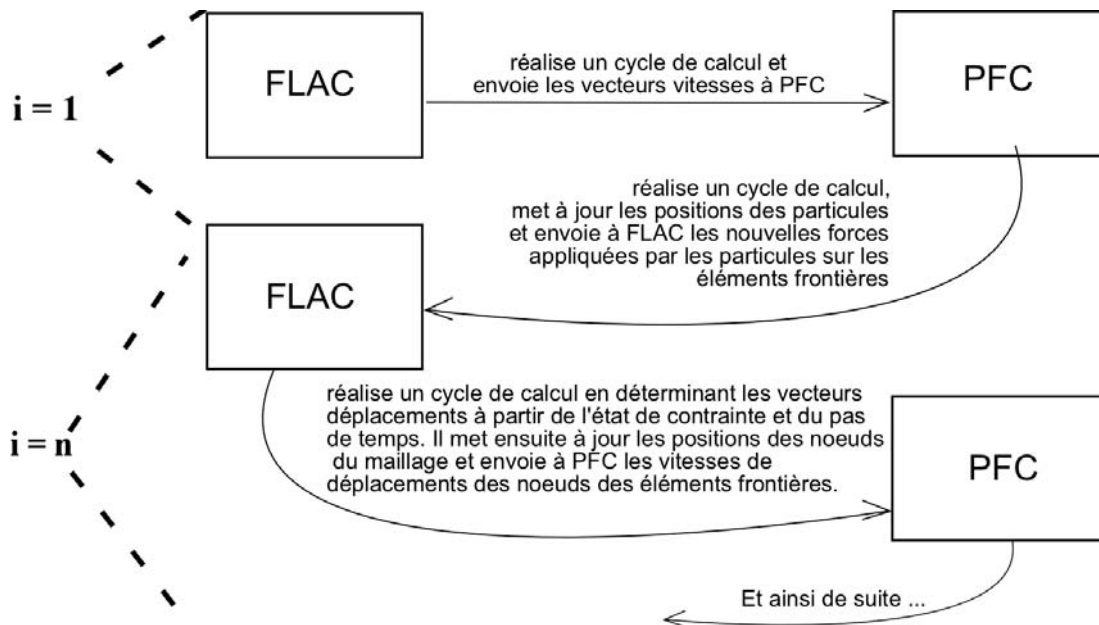 FLAC
réalise un cycle de calcul et
envoie les vecteurs vitesses à PFC
PFC
i = 1
réalise un cycle de calcul,
met à jour les positions des particules
et envoie à FLAC les nouvelles forces
appliquées par les particules sur les
éléments frontières
FLAC
réalise un cycle de calcul en déterminant les vecteurs
déplacements à partir de l'état de contrainte et du pas
de temps. Il met ensuite à jour les positions des noeuds
du maillage et envoie à PFC les vitesses de
déplacements des noeuds des éléments frontières.
i = n
PFC
Et ainsi de suite ...